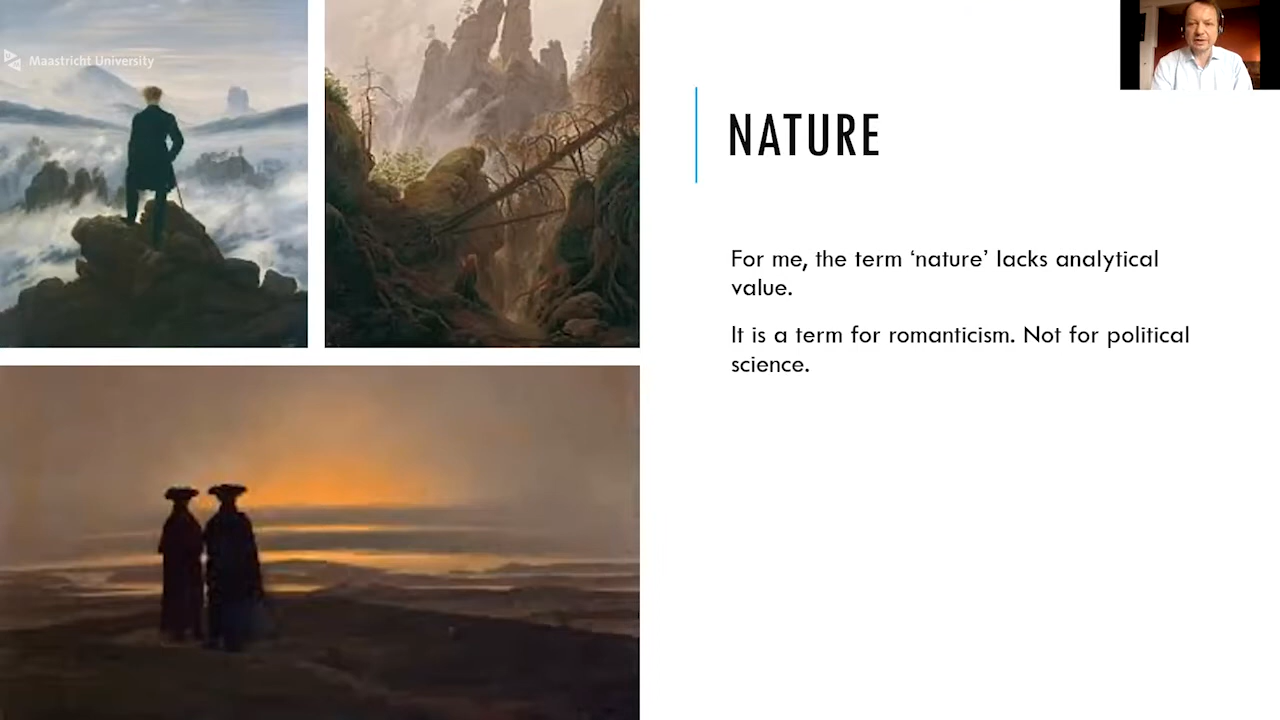 Maastricht University
NATURE
For me, the term ‘nature’ lacks analytical
value.
It is a term for romanticism. Not for political
science.